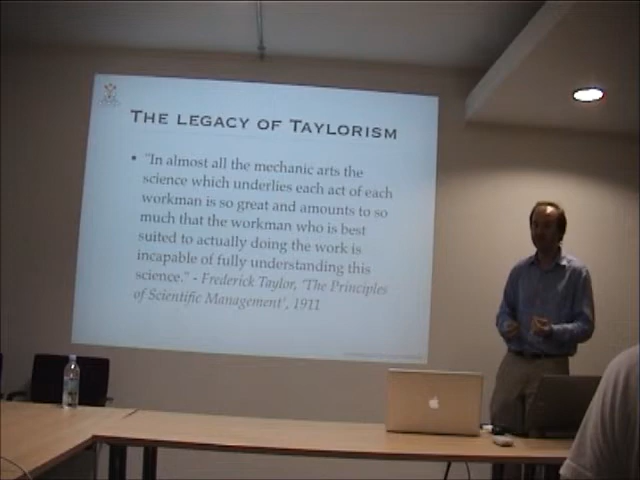 THE LEGACY OF TAYLORISM
• "In almost all the mechanic arts the
science which underlies each act of each
workman is so great and amounts to so
much that the workman who is best
suited to actually doing the work is
incapable of fully understanding this
science." - Frederick Taylor, 'The Principles
of Scientific Management', 1911